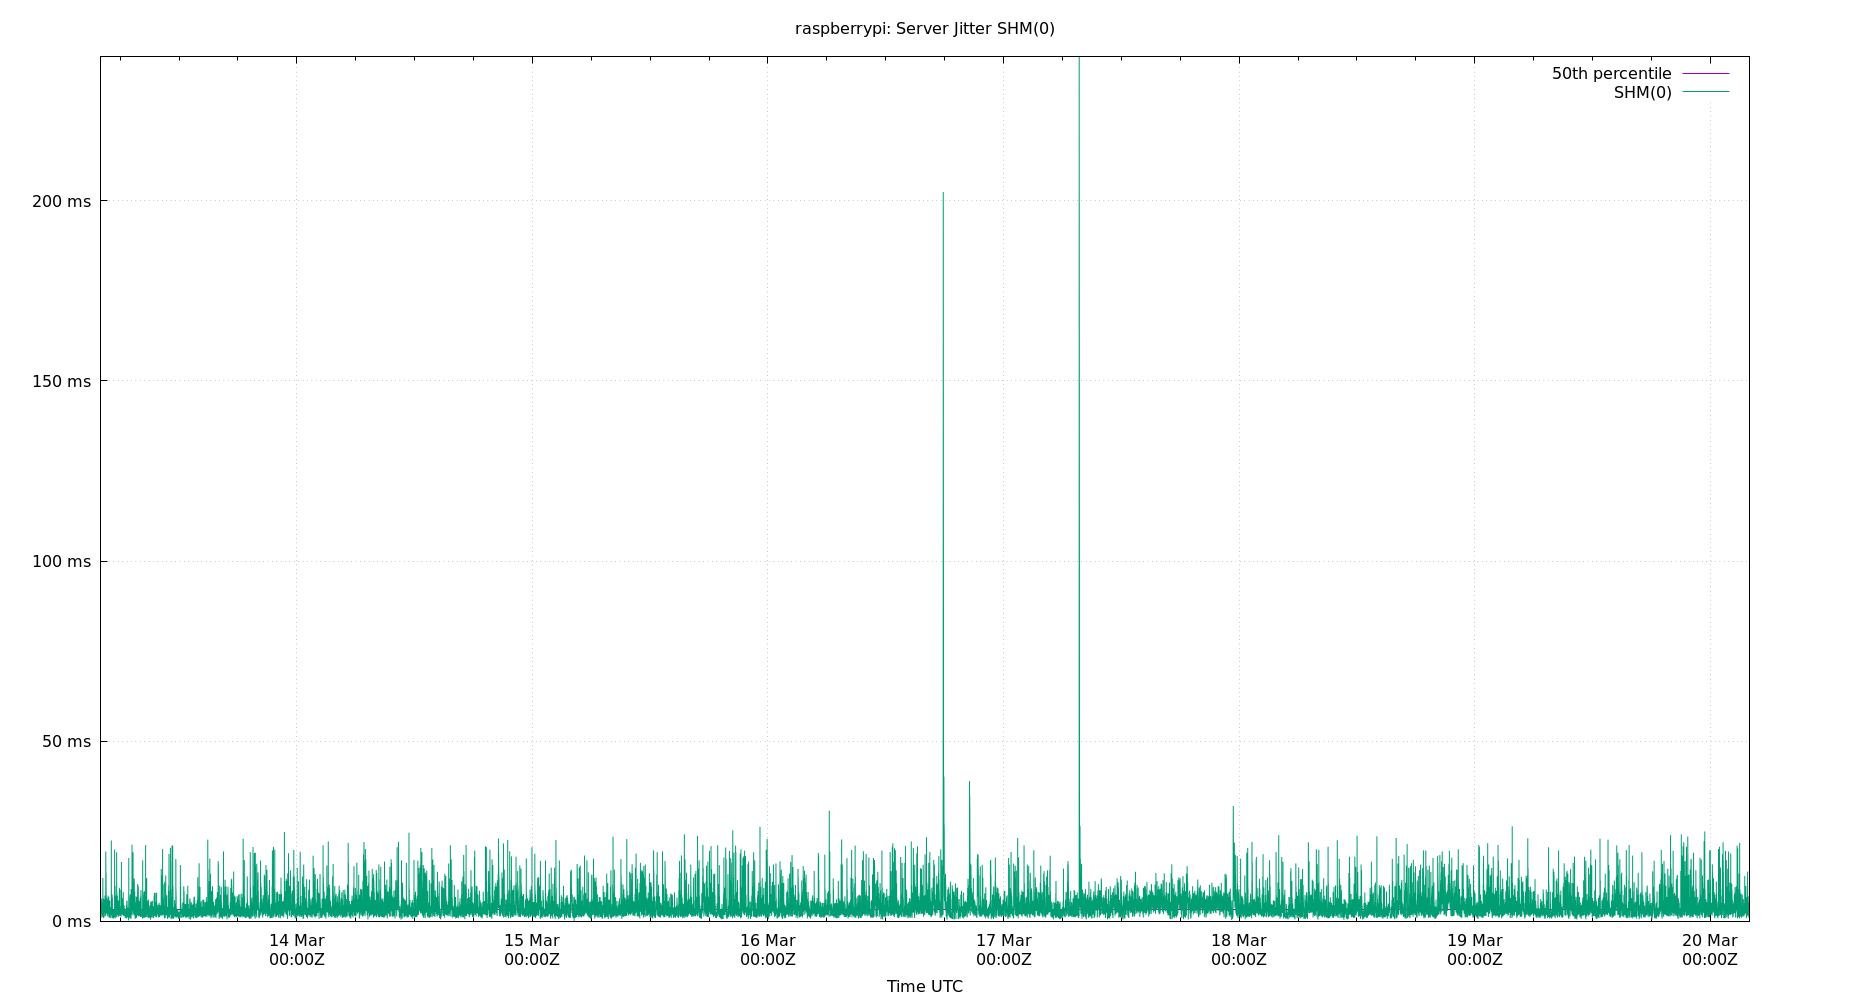 raspberrypi: Server Jitter SHM(0)
50th percentile
SHM(0)
200 ms
150 ms
100 ms
50 ms
0 ms
14 Mar 15 Mar 16 Mar 17 Mar 18 Mar 19 Mar 20 Mar
00:00Z 00:00Z 00:00Z 00:00Z 00:00Z 00:00Z 00:00Z
Time UTC